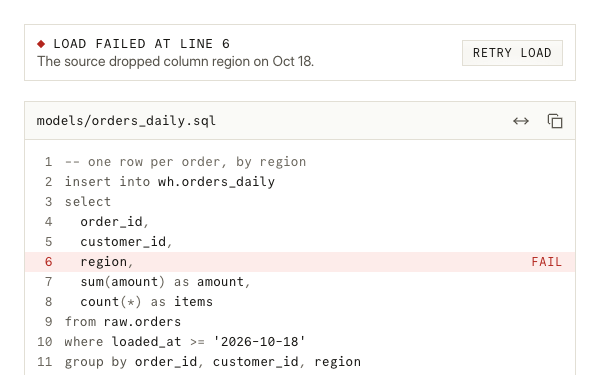 LOAD FAILED AT LINE 6
The source dropped column region on Oct 18.
RETRY LOAD
models/orders_daily.sql
1 -- one row per order, by region
2 insert into wh.orders_daily
3 select
4 order_id,
5 customer_id,
6 region, FAIL
7 sum(amount) as amount,
8 count(*) as items
9 from raw.orders
10 where loaded_at >= '2026-10-18'
11 group by order_id, customer_id, region